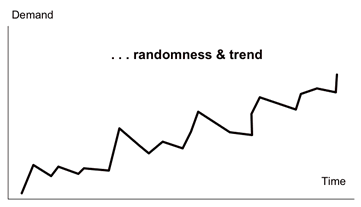 Demand
. . . randomness & trend
Time